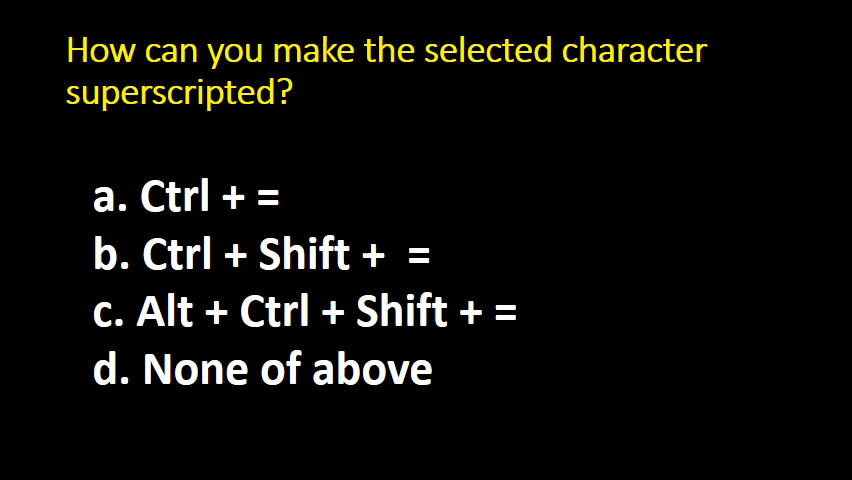 How can you make the selected character
superscripted?
a. Ctrl + =
b. Ctrl + Shift +  =
c. Alt + Ctrl + Shift + =
d. None of above